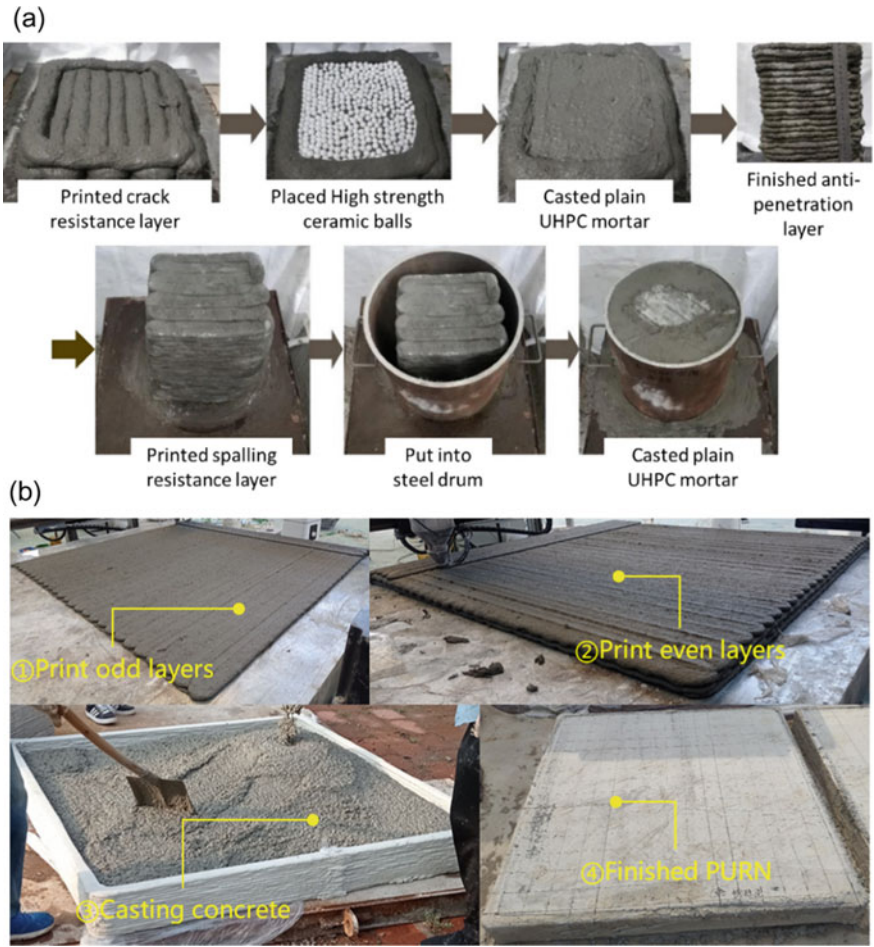 (a)
Printed crack
resistance layer
Placed High strength
ceramic balls
Casted plain
UHPC mortar
Finished anti-
penetration
layer
Printed spalling
resistance layer
Put into
steel drum
Casted plain
UHPC mortar
(b)
①Print odd layers
②Print even layers
③Casting concrete
④Finished PURN